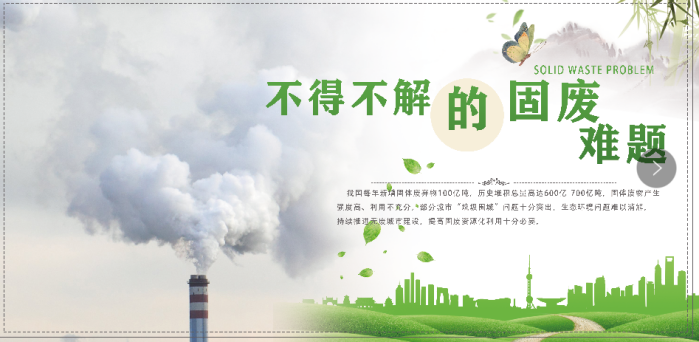 SOLID WASTE PROBLEM
不得不解的固废
难题
我国每年新增固体废弃物100亿吨，历史堆积总量高达600亿-700亿吨，固体废物产生
强度高、利用不充分，部分城市“垃圾围城”问题十分突出，生态环境问题难以消解。
持续推进无废城市建设，提高固废资源化利用十分必要。